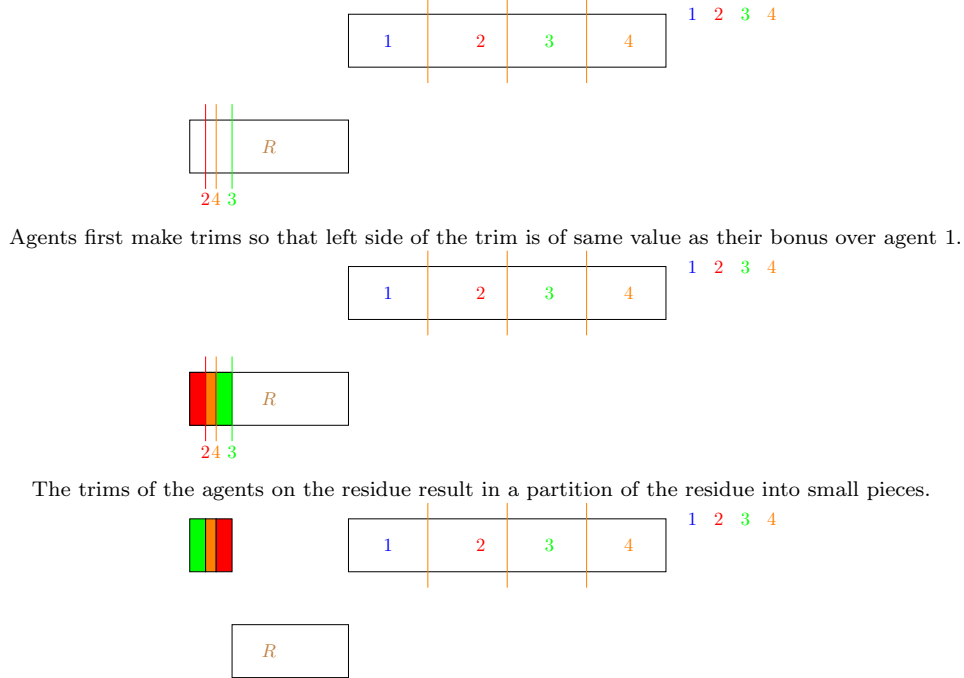 1 2 3 4 1 2 3 4
R
2 4 3
Agents first make trims so that left side of the trim is of same value as their bonus over agent 1.
1 2 3 4 1 2 3 4
R
2 4 3
The trims of the agents on the residue result in a partition of the residue into small pieces.
1 2 3 4 1 2 3 4
R